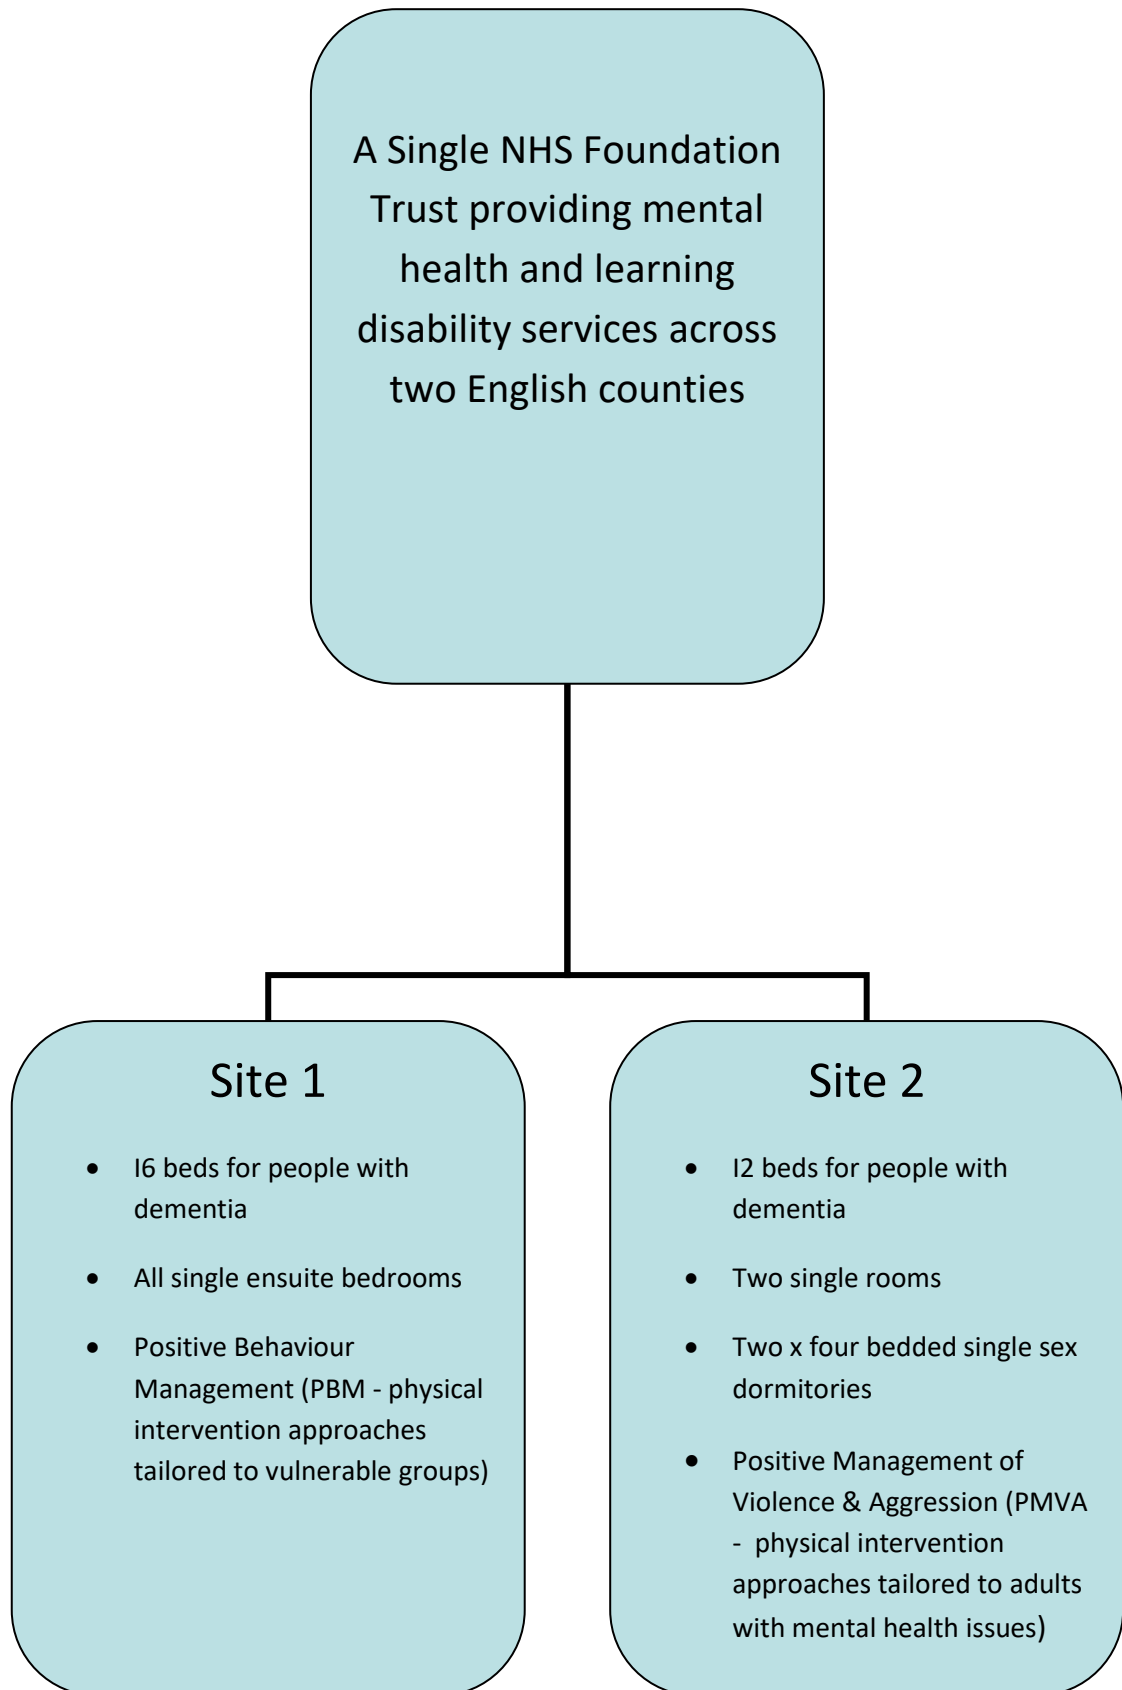 A Single NHS Foundation
Trust providing mental
health and learning
disability services across
two English counties
Site 1
• I6 beds for people with
dementia
• All single ensuite bedrooms
• Positive Behaviour
Management (PBM - physical
intervention approaches
tailored to vulnerable groups)
Site 2
• I2 beds for people with
dementia
• Two single rooms
• Two x four bedded single sex
dormitories
• Positive Management of
Violence & Aggression (PMVA
- physical intervention
approaches tailored to adults
with mental health issues)